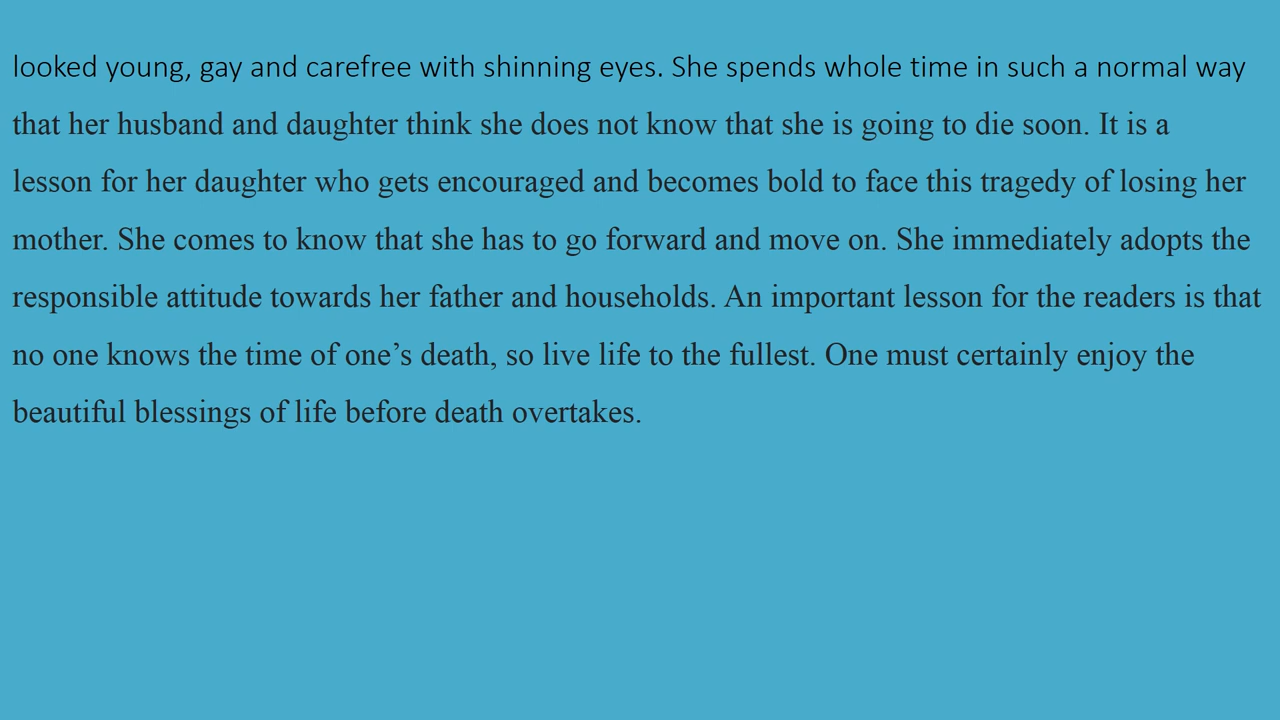 looked young, gay and carefree with shinning eyes. She spends whole time in such a normal way
that her husband and daughter think she does not know that she is going to die soon. It is a
lesson for her daughter who gets encouraged and becomes bold to face this tragedy of losing her
mother. She comes to know that she has to go forward and move on. She immediately adopts the
responsible attitude towards her father and households. An important lesson for the readers is that
no one knows the time of one’s death, so live life to the fullest. One must certainly enjoy the
beautiful blessings of life before death overtakes.